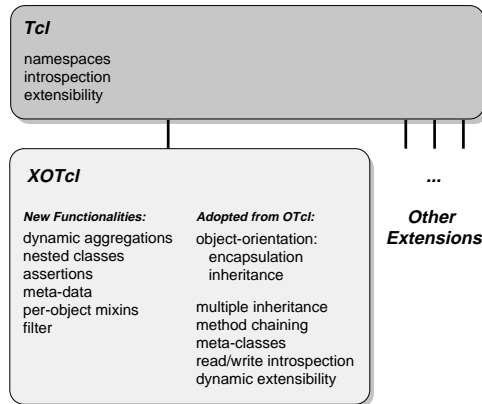 Tcl
namespaces
introspection
extensibility
XOTcl
New Functionalities:
dynamic aggregations
nested classes
assertions
meta-data
per-object mixins
filter
Adopted from OTcl:
object-orientation:
encapsulation
inheritance
multiple inheritance
method chaining
meta-classes
read/write introspection
dynamic extensibility
...
Other
Extensions